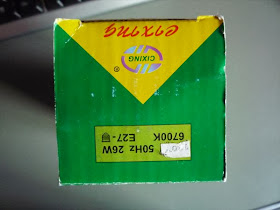 50Hz 26W
6700K E27-
CIXING
®
Cixing